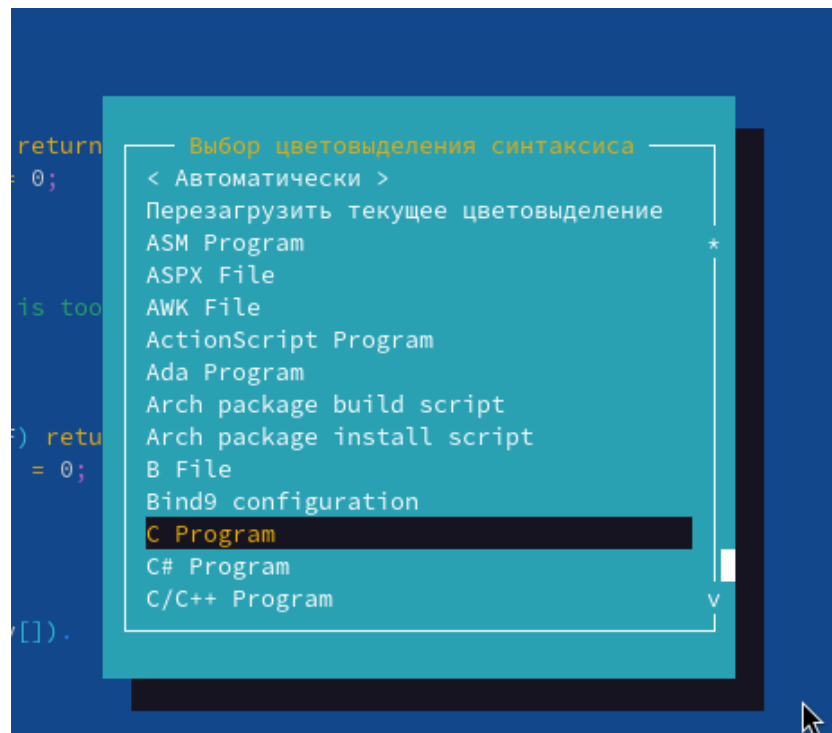 Выбор цветовыделения синтаксиса
return
= 0;
< Автоматически >
Перезагрузить текущее цветовыделение
ASM Program
*
ASPX File
is too
AWK File
ActionScript Program
Ada Program
Arch package build script
) retu
Arch package install script
= 0;
B File
Bind9 configuration
C Program
C# Program
C/C++ Program
v
[]).